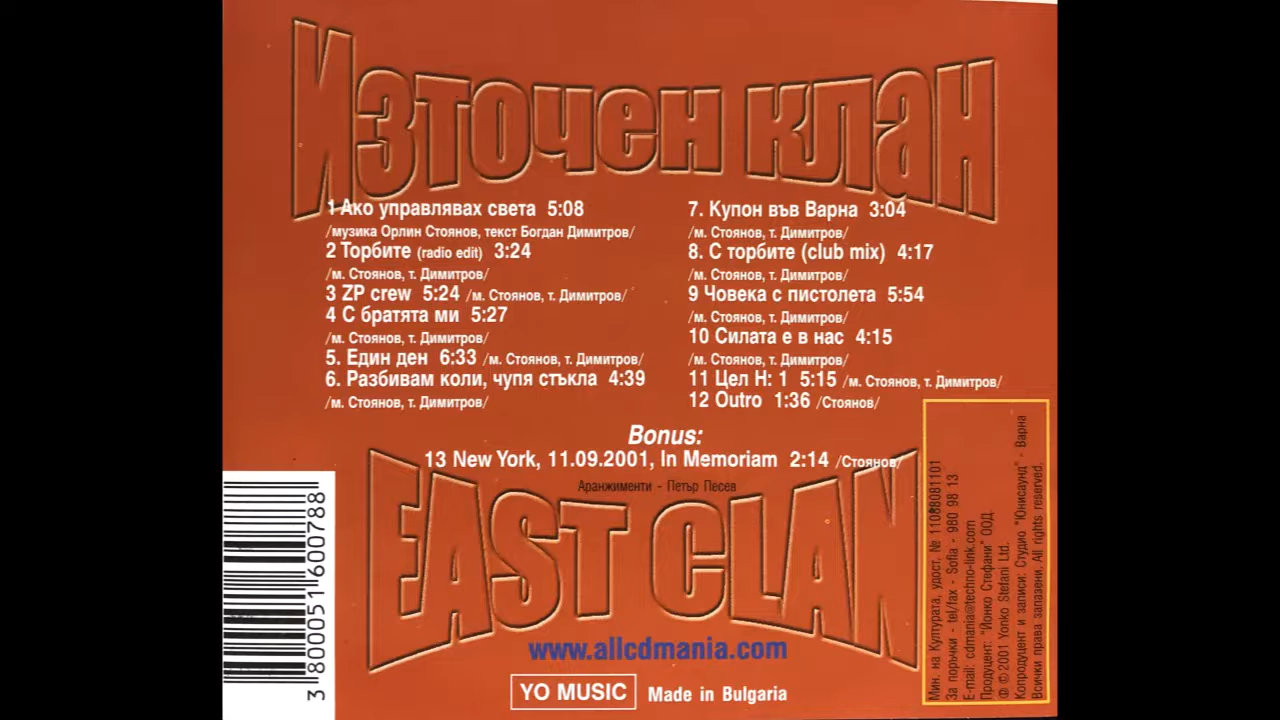 Източен клан
1 Ако управлявах света 5:08
/музика Орлин Стоянов, текст Богдан Димитров/
2 Торбите (radio edit) 3:24
/м. Стоянов, т. Димитров/
3 ZP crew 5:24 /м. Стоянов, т. Димитров/
4 С братята ми 5:27
/м. Стоянов, т. Димитров/
5. Един ден 6:33 /м. Стоянов, т. Димитров/
6. Разбивам коли, чупя стъкла 4:39
/м. Стоянов, т. Димитров/
7. Купон във Варна 3:04
/м. Стоянов, т. Димитров/
8. С торбите (club mix) 4:17
/м. Стоянов, т. Димитров/
9 Човека с пистолета 5:54
/м. Стоянов, т. Димитров/
10 Силата е в нас 4:15
/м. Стоянов, т. Димитров/
11 Цел Н: 1 5:15 /м. Стоянов, т. Димитров/
12 Outro 1:36 /Стоянов/
Bonus:
13 New York, 11.09.2001, In Memoriam 2:14 /Стоянов/
Аранжименти - Петър Песев
EAST CLAN
www.allcdmania.com
YO MUSIC Made in Bulgaria
3 800051 600788
Мин. на Културата, удост. № 11088081101
За поръчки - tel/fax - Sofia - 980 98 13
E-mail: cdmania@techno-link.com
Продуцент: "Йонко Стефани" ООД
℗ © 2001 Yonko Stefani Ltd.
Копродуцент и записи: Студио "Юнисаунд" - Варна
Всички права запазени. All rights reserved.